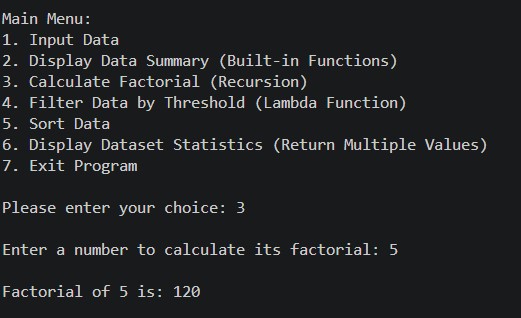 Main Menu:
1. Input Data
2. Display Data Summary (Built-in Functions)
3. Calculate Factorial (Recursion)
4. Filter Data by Threshold (Lambda Function)
5. Sort Data
6. Display Dataset Statistics (Return Multiple Values)
7. Exit Program
Please enter your choice: 3
Enter a number to calculate its factorial: 5
Factorial of 5 is: 120